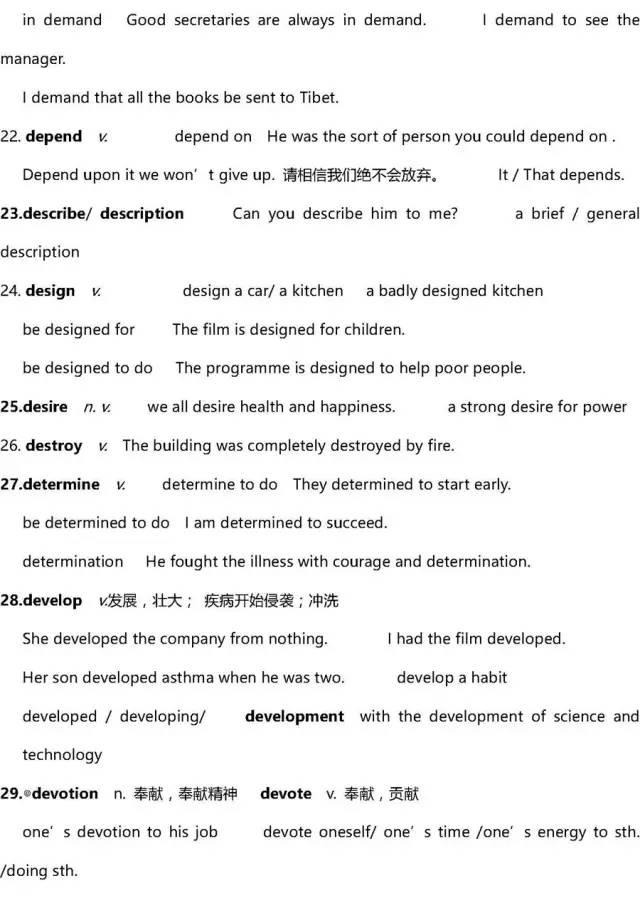 in demand Good secretaries are always in demand. I demand to see the
manager.
I demand that all the books be sent to Tibet.
22. depend v. depend on He was the sort of person you could depend on .
Depend upon it we won't give up. 请相信我们绝不会放弃。 It / That depends.
23.describe/ description Can you describe him to me? a brief / general
description
24. design v. design a car/ a kitchen a badly designed kitchen
be designed for The film is designed for children.
be designed to do The programme is designed to help poor people.
25.desire n. v. we all desire health and happiness. a strong desire for power
26. destroy v. The building was completely destroyed by fire.
27.determine v. determine to do They determined to start early.
be determined to do I am determined to succeed.
determination He fought the illness with courage and determination.
28.develop v.发展，壮大； 疾病开始侵袭；冲洗
She developed the company from nothing. I had the film developed.
Her son developed asthma when he was two. develop a habit
developed / developing/ development with the development of science and
technology
29.@devotion n. 奉献，奉献精神 devote v. 奉献，贡献
one's devotion to his job devote oneself/ one's time /one's energy to sth.
/doing sth.